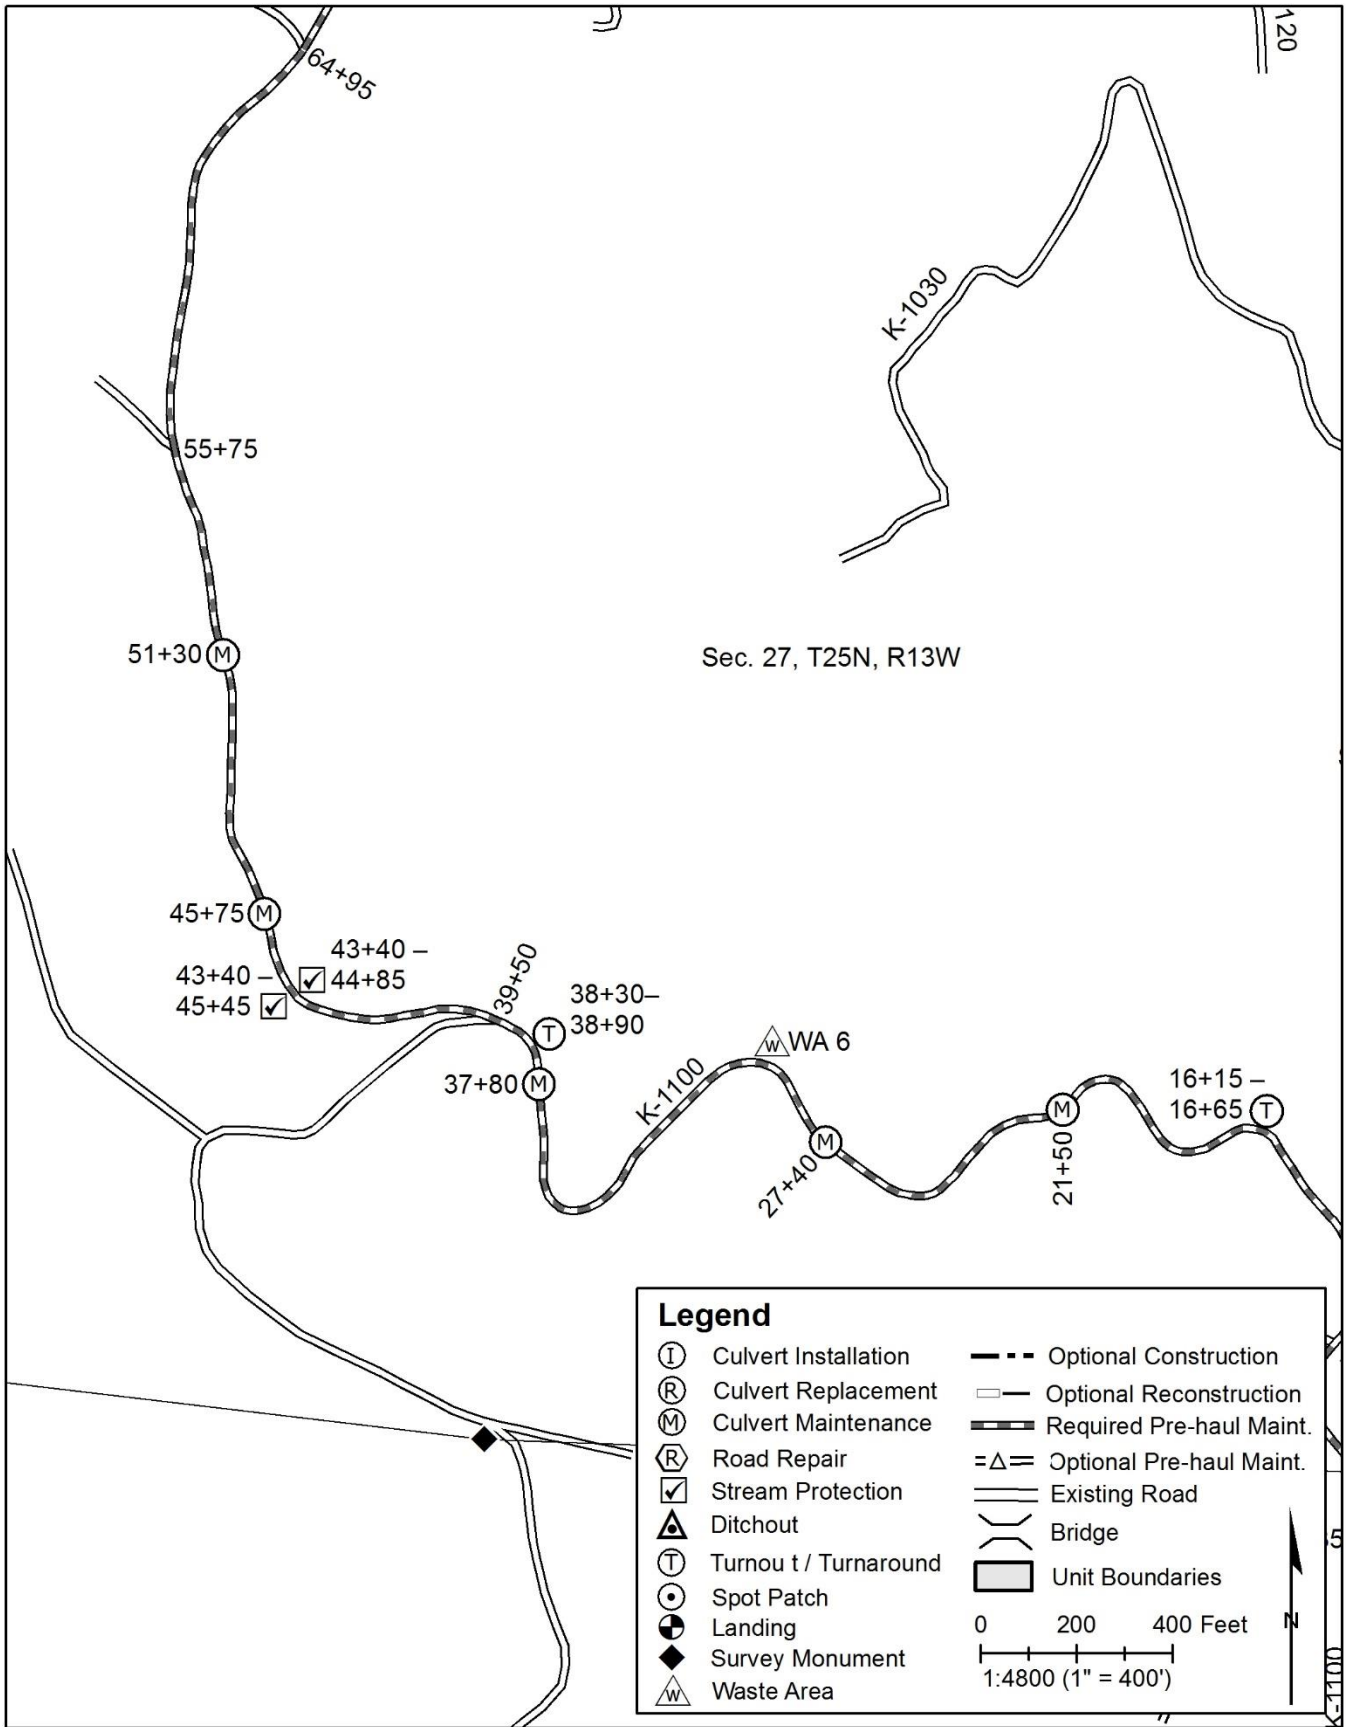 120
64+95
K-1030
55+75
51+30 M
Sec. 27, T25N, R13W
45+75 M
43+40 –
44+85
43+40 –
45+45
39+50
38+30–
38+90
T
WA 6
W
37+80 M
K-1100
16+15 –
16+65 T
M
21+50
M
27+40
Legend
I Culvert Installation
R Culvert Replacement
M Culvert Maintenance
R Road Repair
Stream Protection
Ditchout
T Turnou t / Turnaround
Spot Patch
Landing
Survey Monument
W Waste Area
Optional Construction
Optional Reconstruction
Required Pre-haul Maint.
Optional Pre-haul Maint.
Existing Road
Bridge
Unit Boundaries
0 200 400 Feet
1:4800 (1" = 400')
N
K-1100